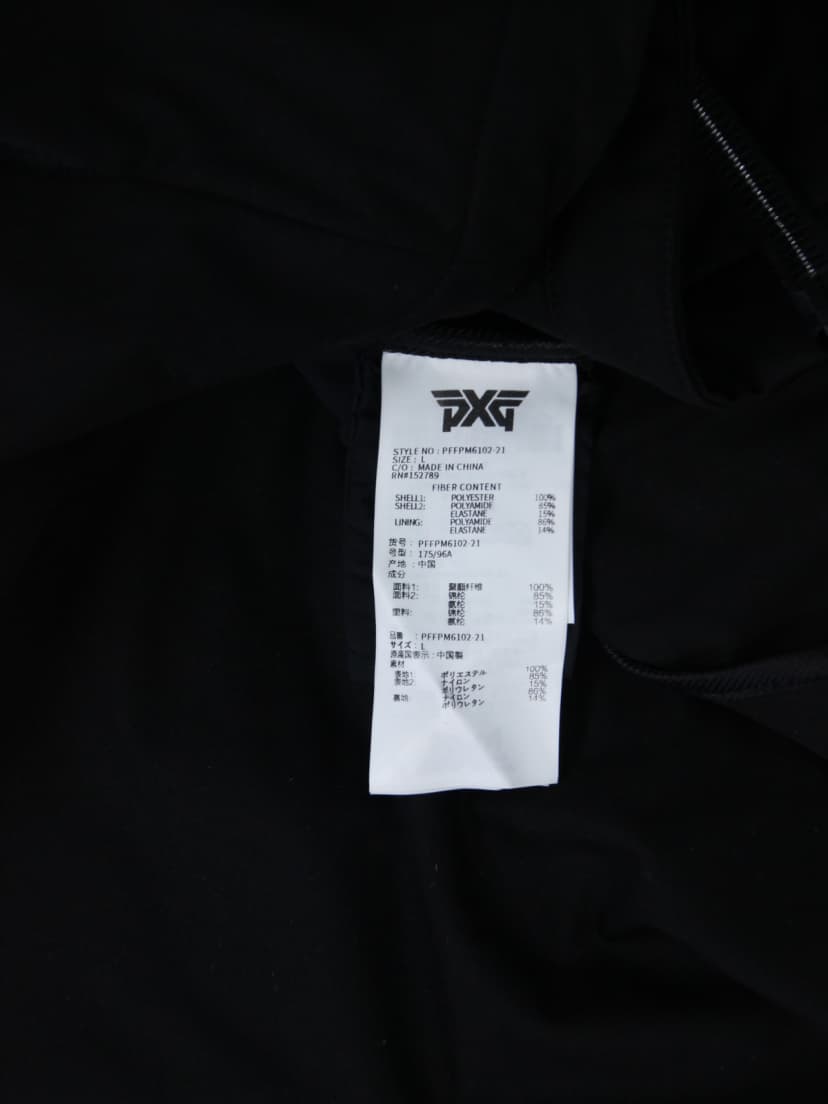 PXG
STYLE NO : PFFPM6102-21
SIZE : L
C/O : MADE IN CHINA
RN#152789
FIBER CONTENT
SHELL1: POLYESTER 100%
SHELL2: POLYAMIDE 85%
ELASTANE 15%
LINING: POLYAMIDE 86%
ELASTANE 14%
货号 : PFFPM6102-21
号型 : 175/96A
产地 : 中国
成分
面料1: 聚酯纤维 100%
面料2: 锦纶 85%
氨纶 15%
里料: 锦纶 86%
氨纶 14%
品番 : PFFPM6102-21
サイズ : L
原産国表示 : 中国製
素材
表地1: ポリエステル 100%
表地2: ナイロン 85%
ポリウレタン 15%
裏地: ナイロン 86%
ポリウレタン 14%